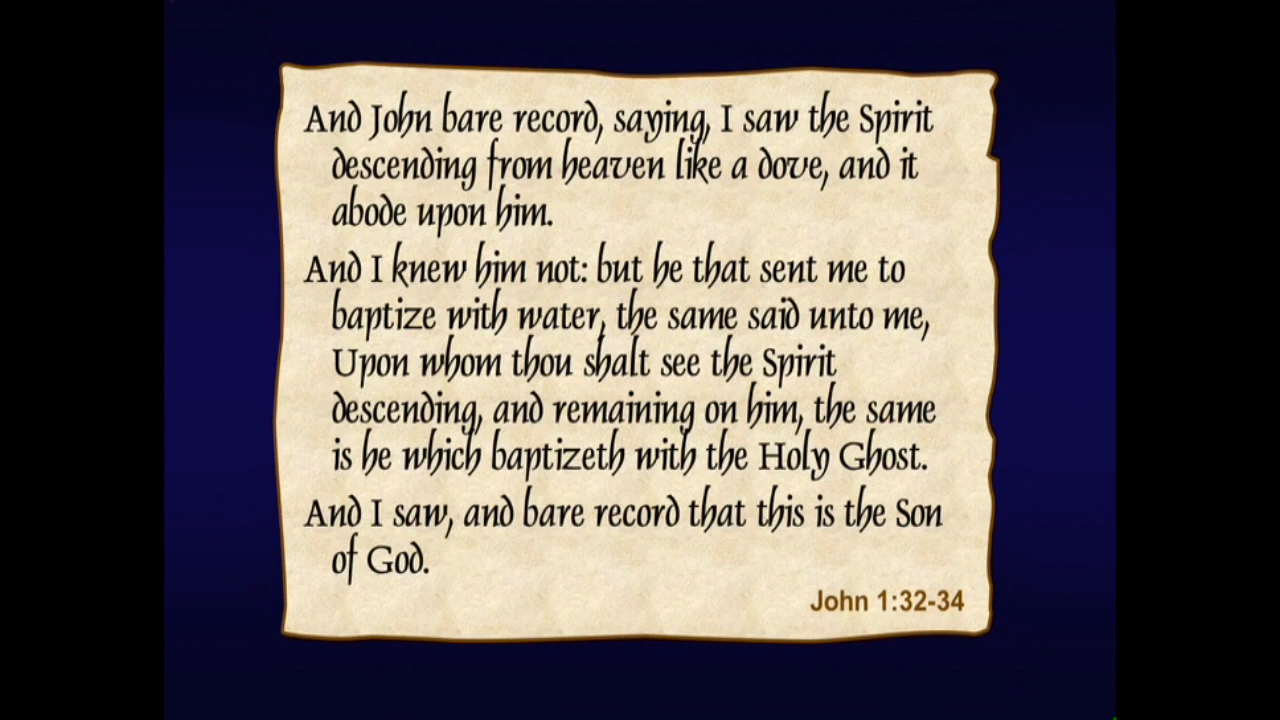 And John bare record, saying, I saw the Spirit
descending from heaven like a dove, and it
abode upon him.
And I knew him not: but he that sent me to
baptize with water, the same said unto me,
Upon whom thou shalt see the Spirit
descending, and remaining on him, the same
is he which baptizeth with the Holy Ghost.
And I saw, and bare record that this is the Son
of God.
John 1:32-34